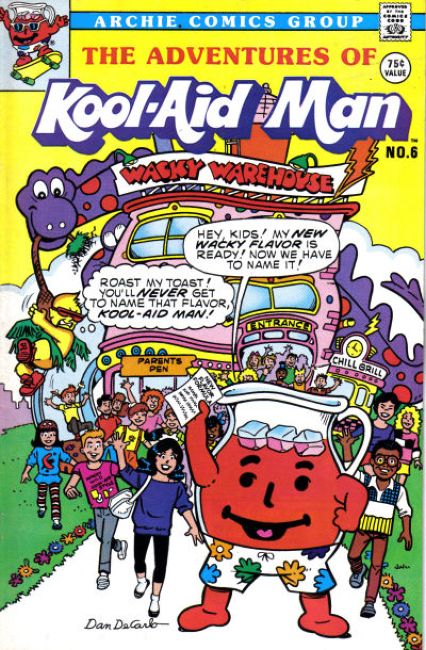 ARCHIE COMICS GROUP
APPROVED
BY THE
COMICS
CODE
AUTHORITY
THE ADVENTURES OF
75¢
VALUE
Kool-Aid Man
™
NO.6
WACKY WAREHOUSE
HEY, KIDS! MY NEW
WACKY FLAVOR IS
READY! NOW WE HAVE
TO NAME IT!
ROAST MY TOAST!
YOU'LL NEVER GET
TO NAME THAT FLAVOR,
KOOL-AID MAN!
ENTRANCE
PARENTS
PEN
CHILL GRILL
Dan DeCarlo